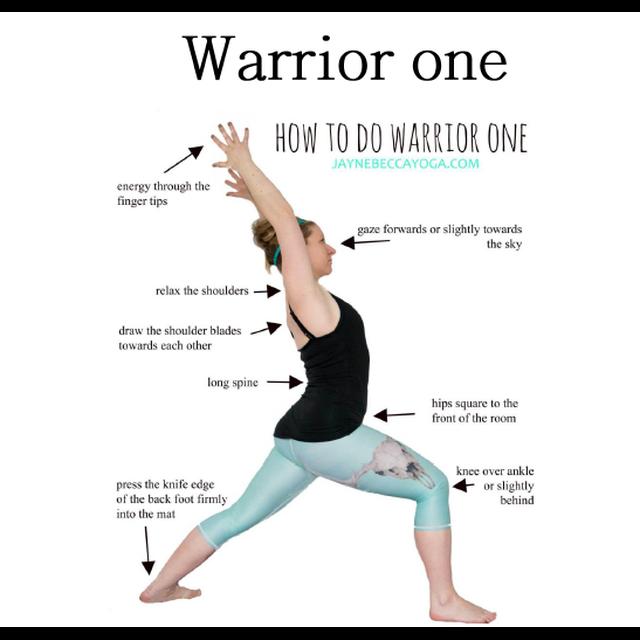 Warrior one
HOW TO DO WARRIOR ONE
JAYNEBECCAYOGA.COM
energy through the
finger tips
gaze forwards or slightly towards
the sky
relax the shoulders
draw the shoulder blades
towards each other
long spine
hips square to the
front of the room
knee over ankle
or slightly
behind
press the knife edge
of the back foot firmly
into the mat